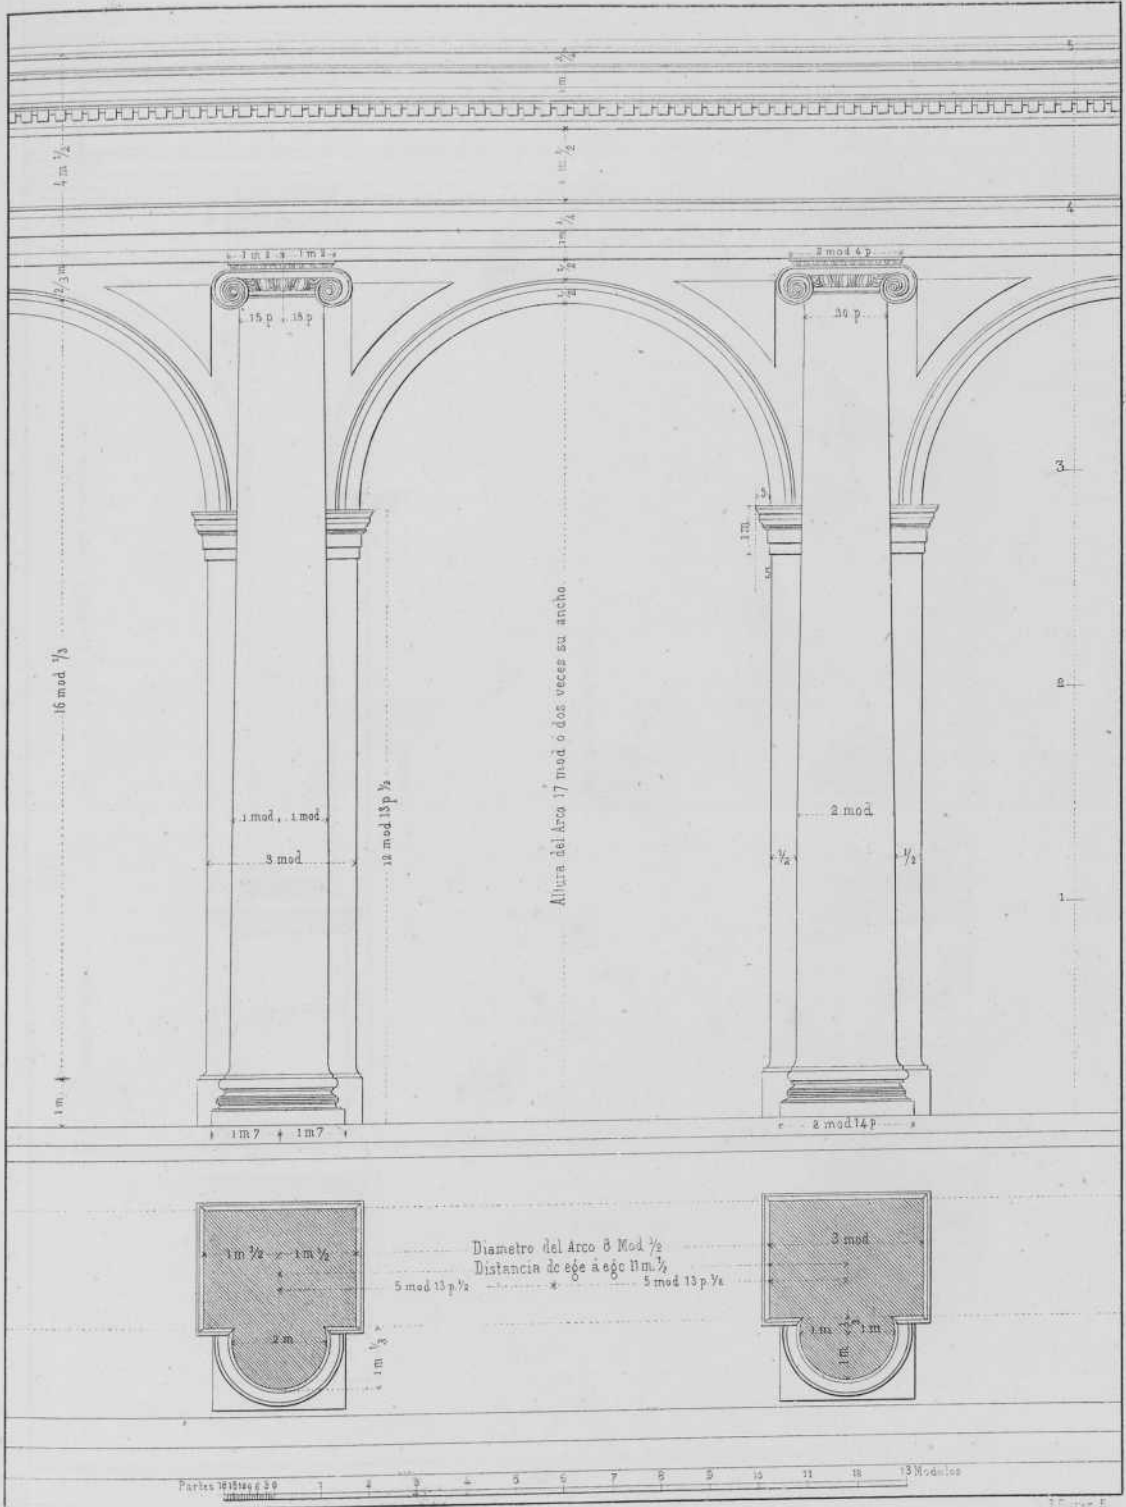 5
4 m ½
4
1 m 2 1 m 2
2 mod 4 p.
2/3 m
15 p 15 p
30 p
3
5
1 m
5
Altura del Arco 17 mod ó dos veces su ancho
16 mod 1/3
2
12 mod 13 p ½
1 mod, 1 mod
2 mod
3 mod
½
½
1
1 m.
1 m 7 1 m 7
2 mod 14 p
1 m ½ 1 m ½
3 mod
Diametro del Arco 8 Mod ½
Distancia de ege á ege 11 m. ½
5 mod 13 p. ½ 5 mod 13 p ½
2 m
1 m 1/3
1 m 1 m
1 m
Partes 1 2 3 4 5 6 7 8 9 10 11 12 13 Modulos